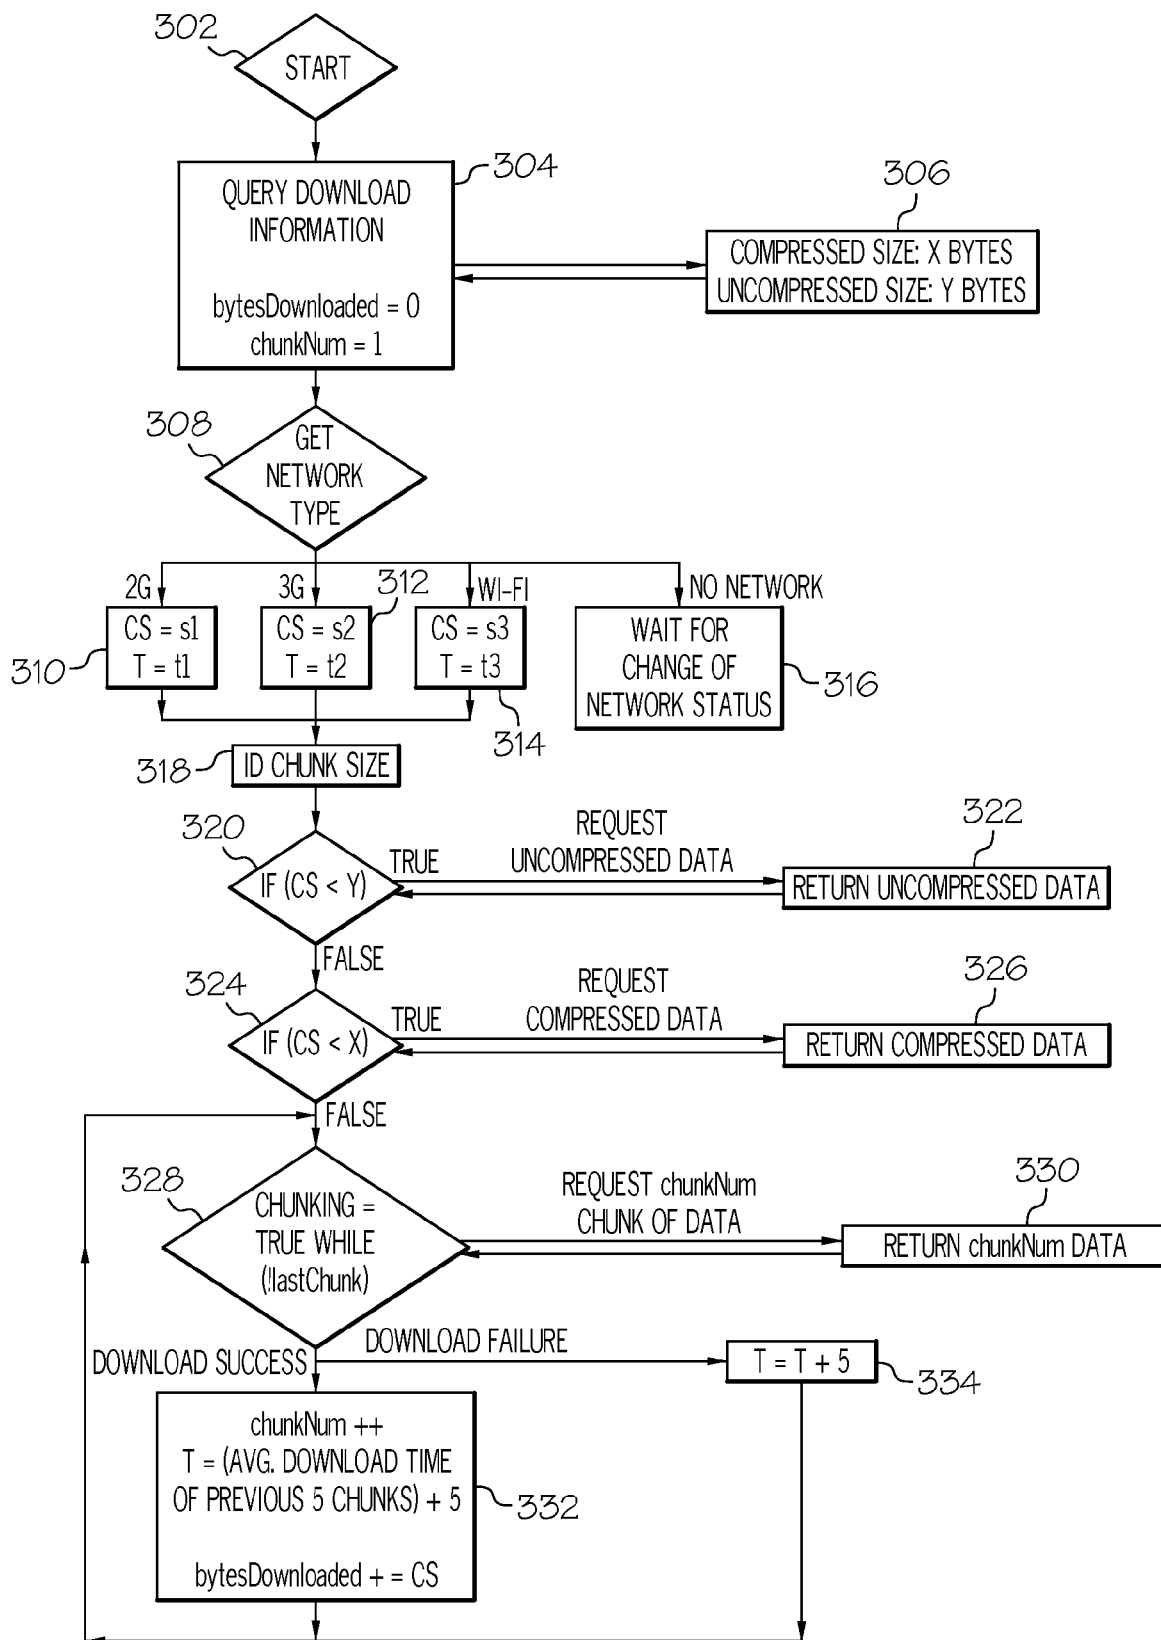 302
START
304
QUERY DOWNLOAD
INFORMATION
bytesDownloaded = 0
chunkNum = 1
306
COMPRESSED SIZE: X BYTES
UNCOMPRESSED SIZE: Y BYTES
308
GET
NETWORK
TYPE
2G
3G
312
WI-FI
NO NETWORK
CS = s1
T = t1
310
CS = s2
T = t2
CS = s3
T = t3
314
WAIT FOR
CHANGE OF
NETWORK STATUS
316
318
ID CHUNK SIZE
320
IF (CS < Y)
TRUE
REQUEST
UNCOMPRESSED DATA
322
RETURN UNCOMPRESSED DATA
FALSE
324
IF (CS < X)
TRUE
REQUEST
COMPRESSED DATA
326
RETURN COMPRESSED DATA
FALSE
328
CHUNKING =
TRUE WHILE
(!lastChunk)
REQUEST chunkNum
CHUNK OF DATA
330
RETURN chunkNum DATA
DOWNLOAD SUCCESS
DOWNLOAD FAILURE
T = T + 5
334
chunkNum ++
T = (AVG. DOWNLOAD TIME
OF PREVIOUS 5 CHUNKS) + 5
bytesDownloaded + = CS
332